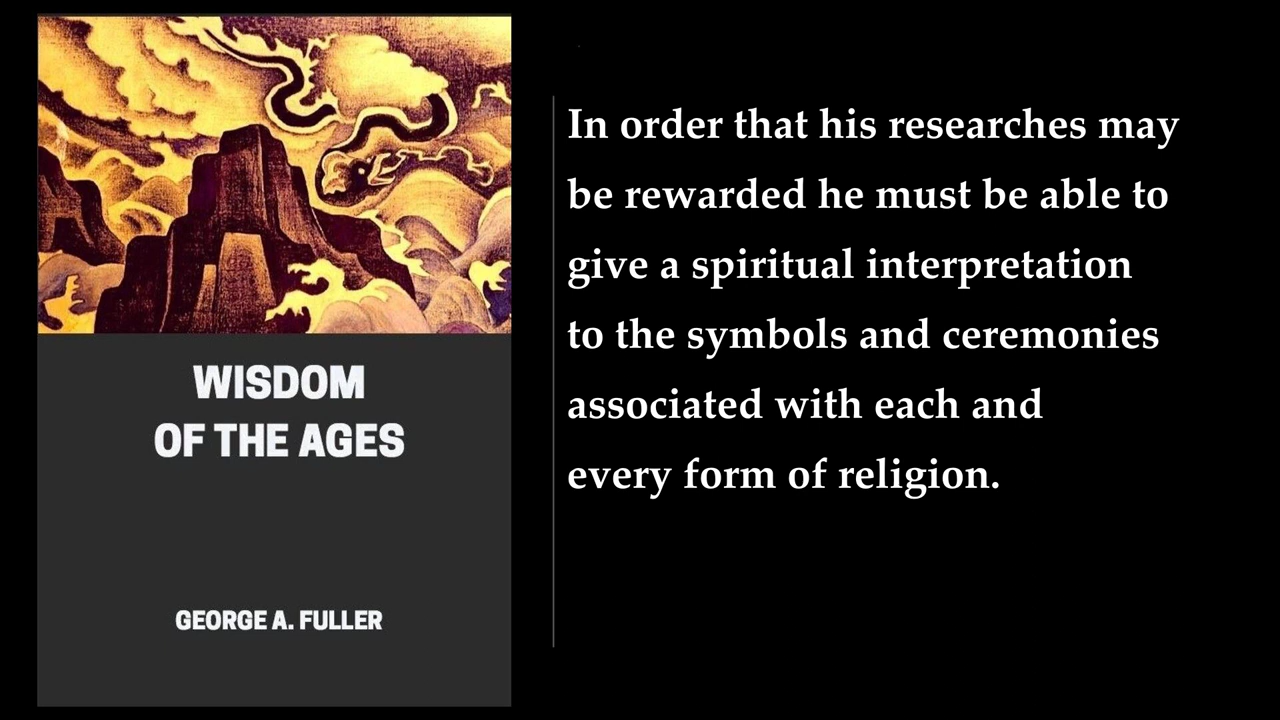 WISDOM
OF THE AGES
GEORGE A. FULLER
In order that his researches may
be rewarded he must be able to
give a spiritual interpretation
to the symbols and ceremonies
associated with each and
every form of religion.